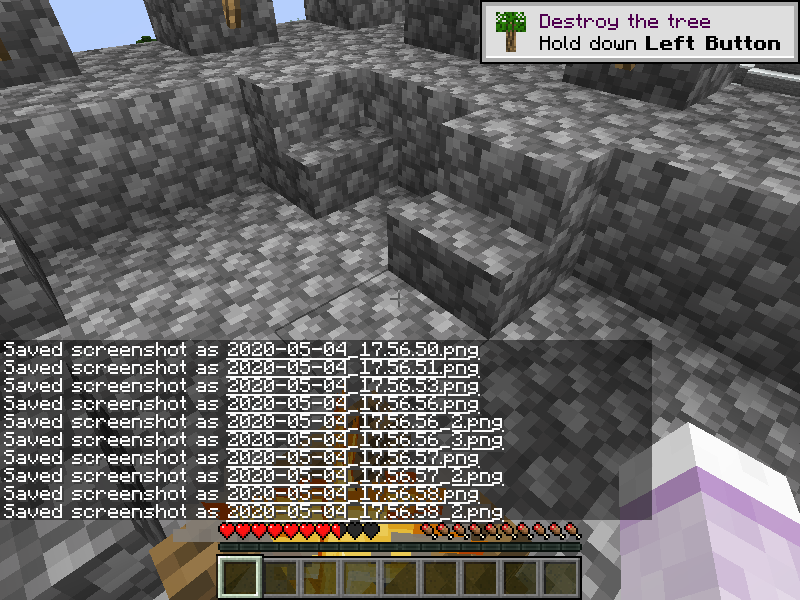 Destroy the tree
Hold down Left Button
Saved screenshot as 2020-05-04_17.56.50.png
Saved screenshot as 2020-05-04_17.56.51.png
Saved screenshot as 2020-05-04_17.56.53.png
Saved screenshot as 2020-05-04_17.56.56.png
Saved screenshot as 2020-05-04_17.56.56_2.png
Saved screenshot as 2020-05-04_17.56.56_3.png
Saved screenshot as 2020-05-04_17.56.57.png
Saved screenshot as 2020-05-04_17.56.57_2.png
Saved screenshot as 2020-05-04_17.56.58.png
Saved screenshot as 2020-05-04_17.56.58_2.png